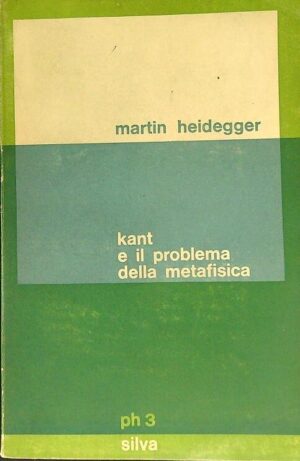 martin heidegger
kant
e il problema
della metafisica
ph 3
silva